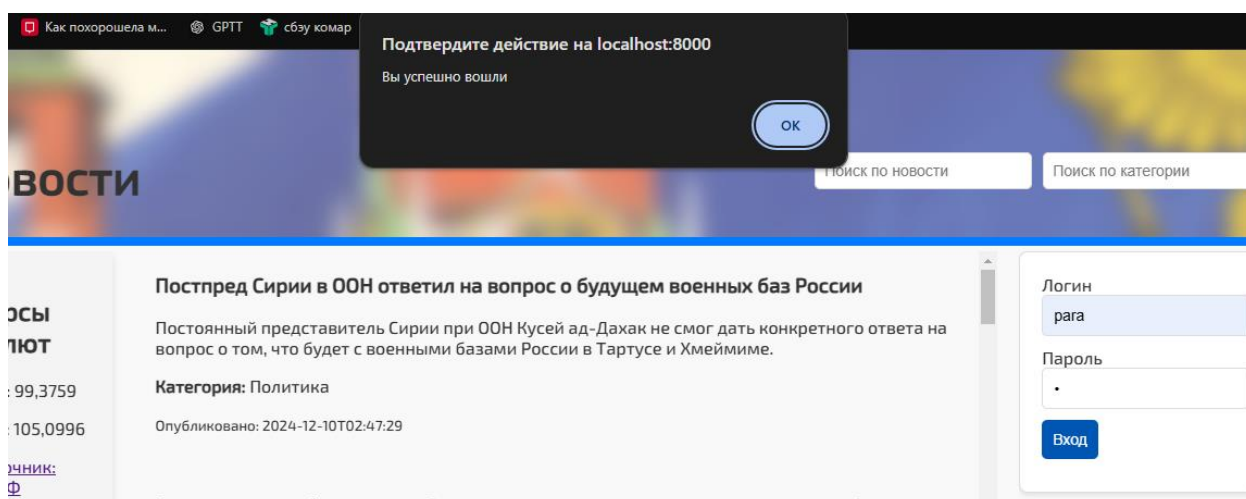 Как похорошела м...
GPTT
сбэу комар
Подтвердите действие на localhost:8000
Вы успешно вошли
ОК
вости
Поиск по новости
Поиск по категории
Постпред Сирии в ООН ответил на вопрос о будущем военных баз России
Постоянный представитель Сирии при ООН Кусей ад-Дахак не смог дать конкретного ответа на
вопрос о том, что будет с военными базами России в Тартусе и Хмеймиме.
Категория: Политика
Опубликовано: 2024-12-10T02:47:29
рсы
лют
: 99,3759
: 105,0996
очник:
Ф
Логин
para
Пароль
Вход